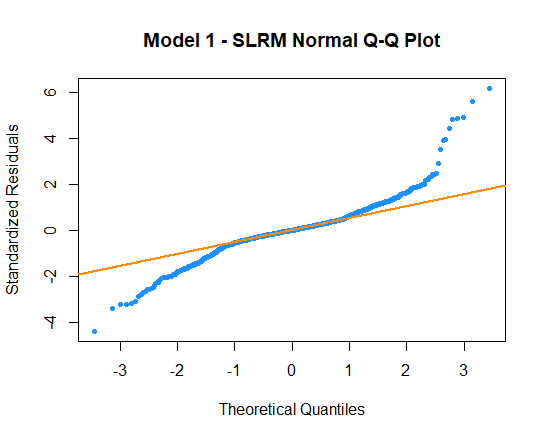 Model 1 - SLRM Normal Q-Q Plot
6
4
2
0
-2
-4
Standardized Residuals
-3 -2 -1 0 1 2 3
Theoretical Quantiles